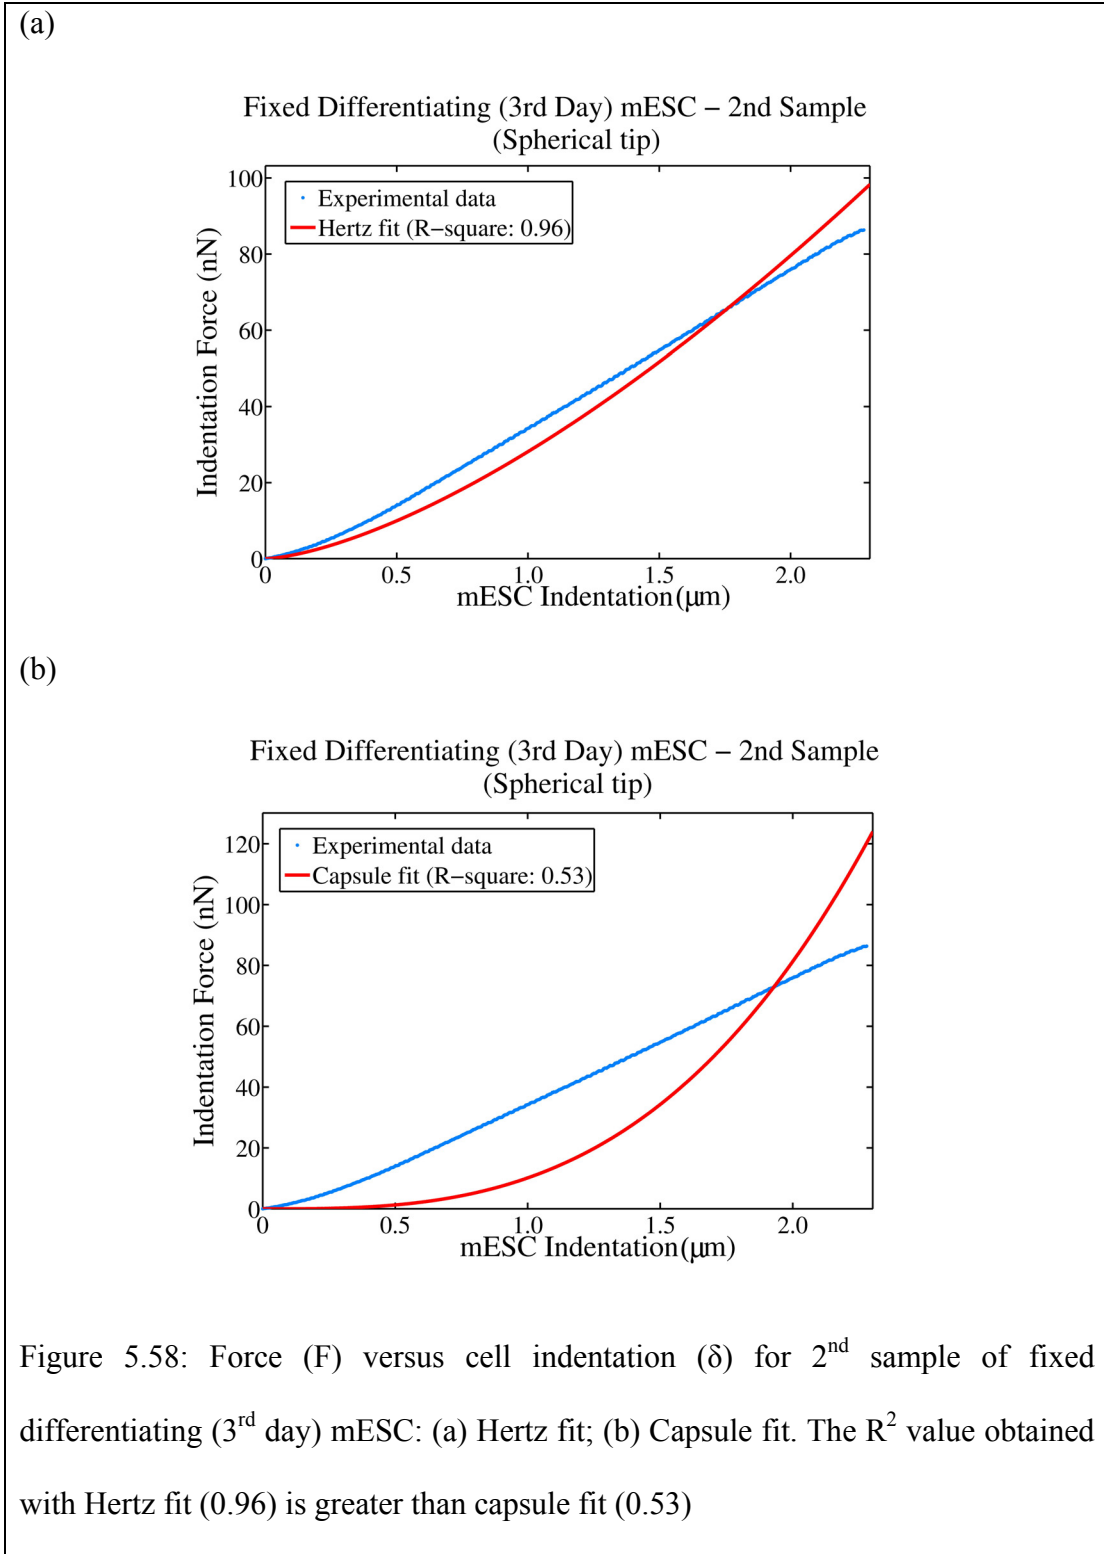 (a)
Fixed Differentiating (3rd Day) mESC − 2nd Sample
(Spherical tip)
Experimental data
Hertz fit (R−square: 0.96)
Indentation Force (nN)
100
80
60
40
20
0
0 0.5 1.0 1.5 2.0
mESC Indentation(μm)
(b)
Fixed Differentiating (3rd Day) mESC − 2nd Sample
(Spherical tip)
Experimental data
Capsule fit (R−square: 0.53)
Indentation Force (nN)
120
100
80
60
40
20
0
0 0.5 1.0 1.5 2.0
mESC Indentation(μm)
Figure 5.58: Force (F) versus cell indentation (δ) for 2nd sample of fixed
differentiating (3rd day) mESC: (a) Hertz fit; (b) Capsule fit. The R2 value obtained
with Hertz fit (0.96) is greater than capsule fit (0.53)